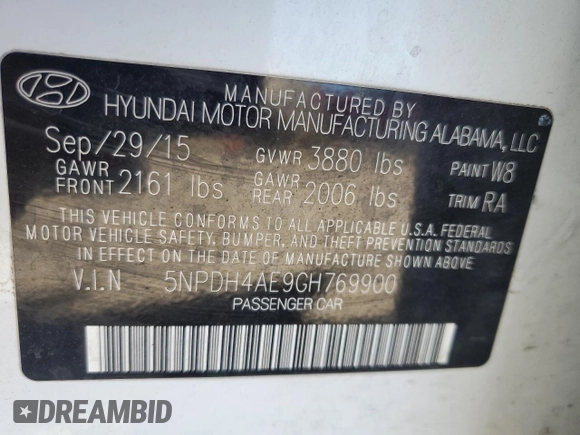 MANUFACTURED BY
HYUNDAI MOTOR MANUFACTURING ALABAMA, LLC
Sep/29/15 GVWR 3880 lbs PAINT W8
GAWR FRONT 2161 lbs GAWR REAR 2006 lbs TRIM RA
THIS VEHICLE CONFORMS TO ALL APPLICABLE U.S.A. FEDERAL
MOTOR VEHICLE SAFETY, BUMPER, AND THEFT PREVENTION STANDARDS
IN EFFECT ON THE DATE OF MANUFACTURE SHOWN ABOVE.
V.I.N 5NPDH4AE9GH769900
PASSENGER CAR
DREAMBID